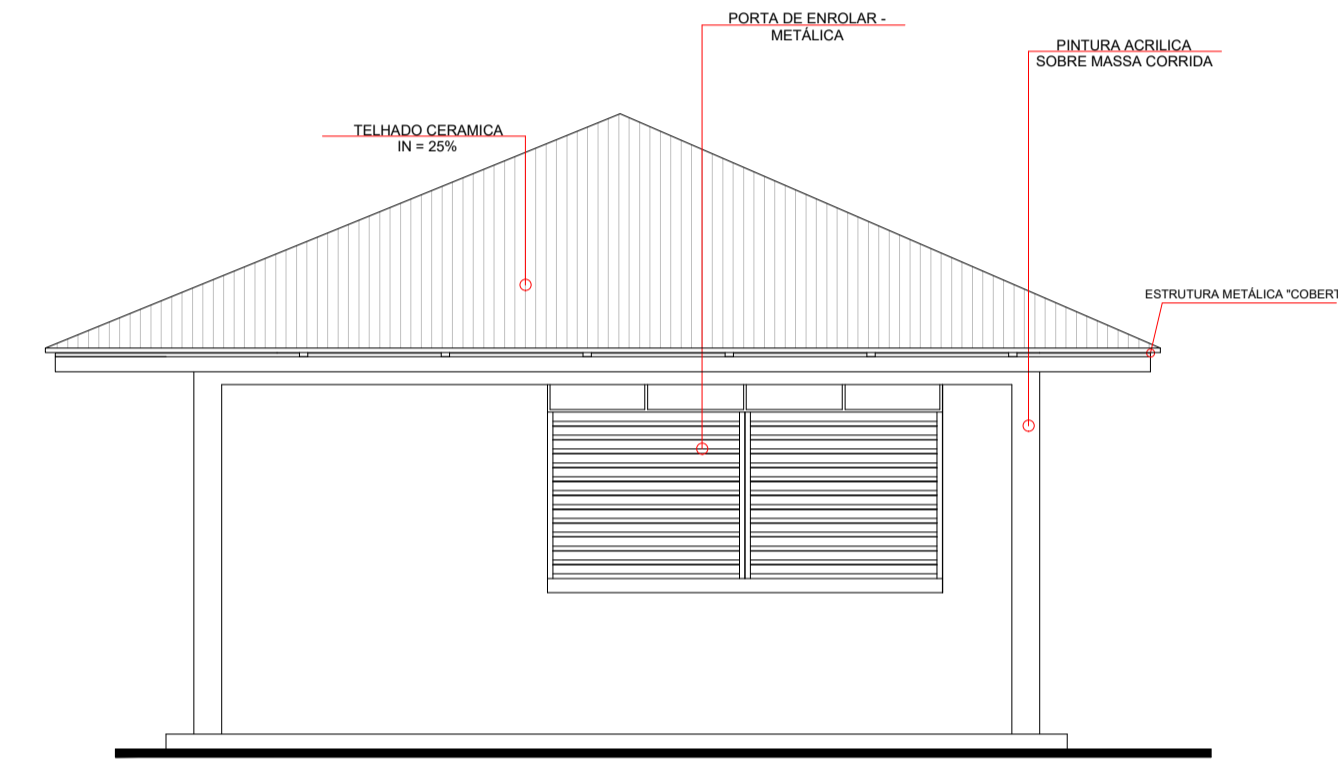 PORTA DE ENROLAR -
METÁLICA
PINTURA ACRILICA
SOBRE MASSA CORRIDA
TELHADO CERAMICA
IN = 25%
ESTRUTURA METÁLICA "COBERT